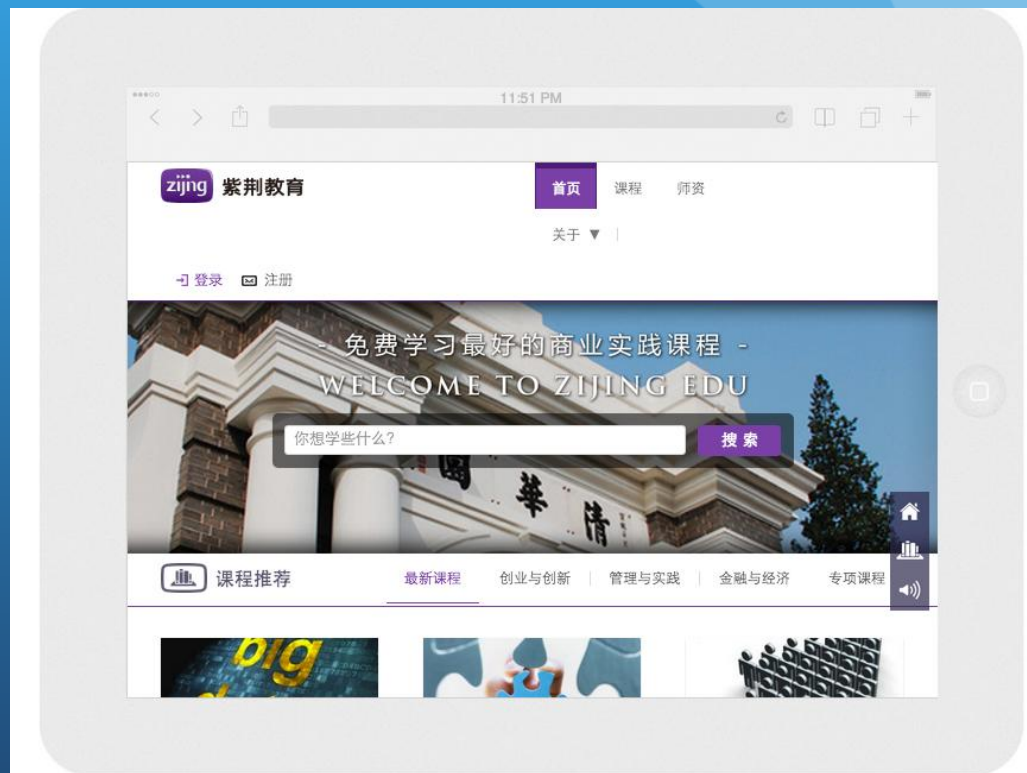 11:51 PM
zijing 紫荆教育
首页 课程 师资
关于 ▼
登录 注册
- 免费学习最好的商业实践课程 -
WELCOME TO ZIJING EDU
你想学些什么?
搜索
園華清
课程推荐 最新课程 创业与创新 管理与实践 金融与经济 专项课程
big